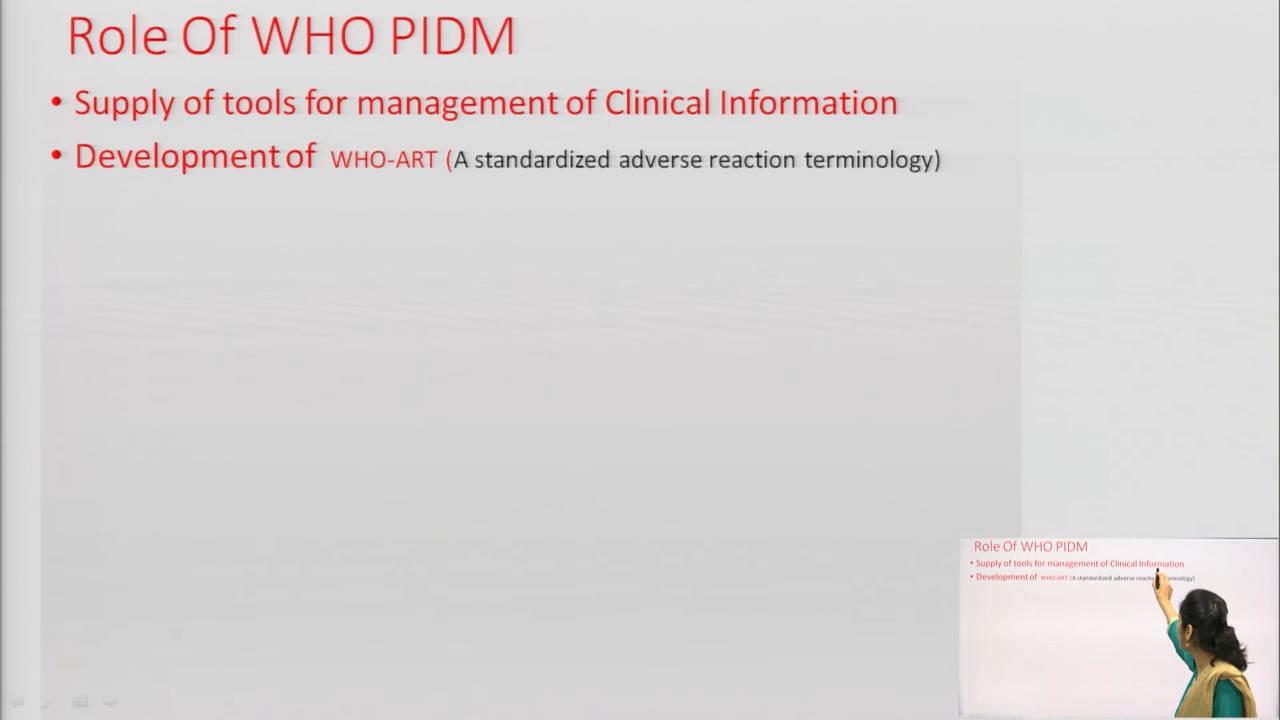 Role Of WHO PIDM
• Supply of tools for management of Clinical Information
• Development of WHO-ART (A standardized adverse reaction terminology)
Role Of WHO PIDM
• Supply of tools for management of Clinical Information
• Development of WHO-ART (A standardized adverse